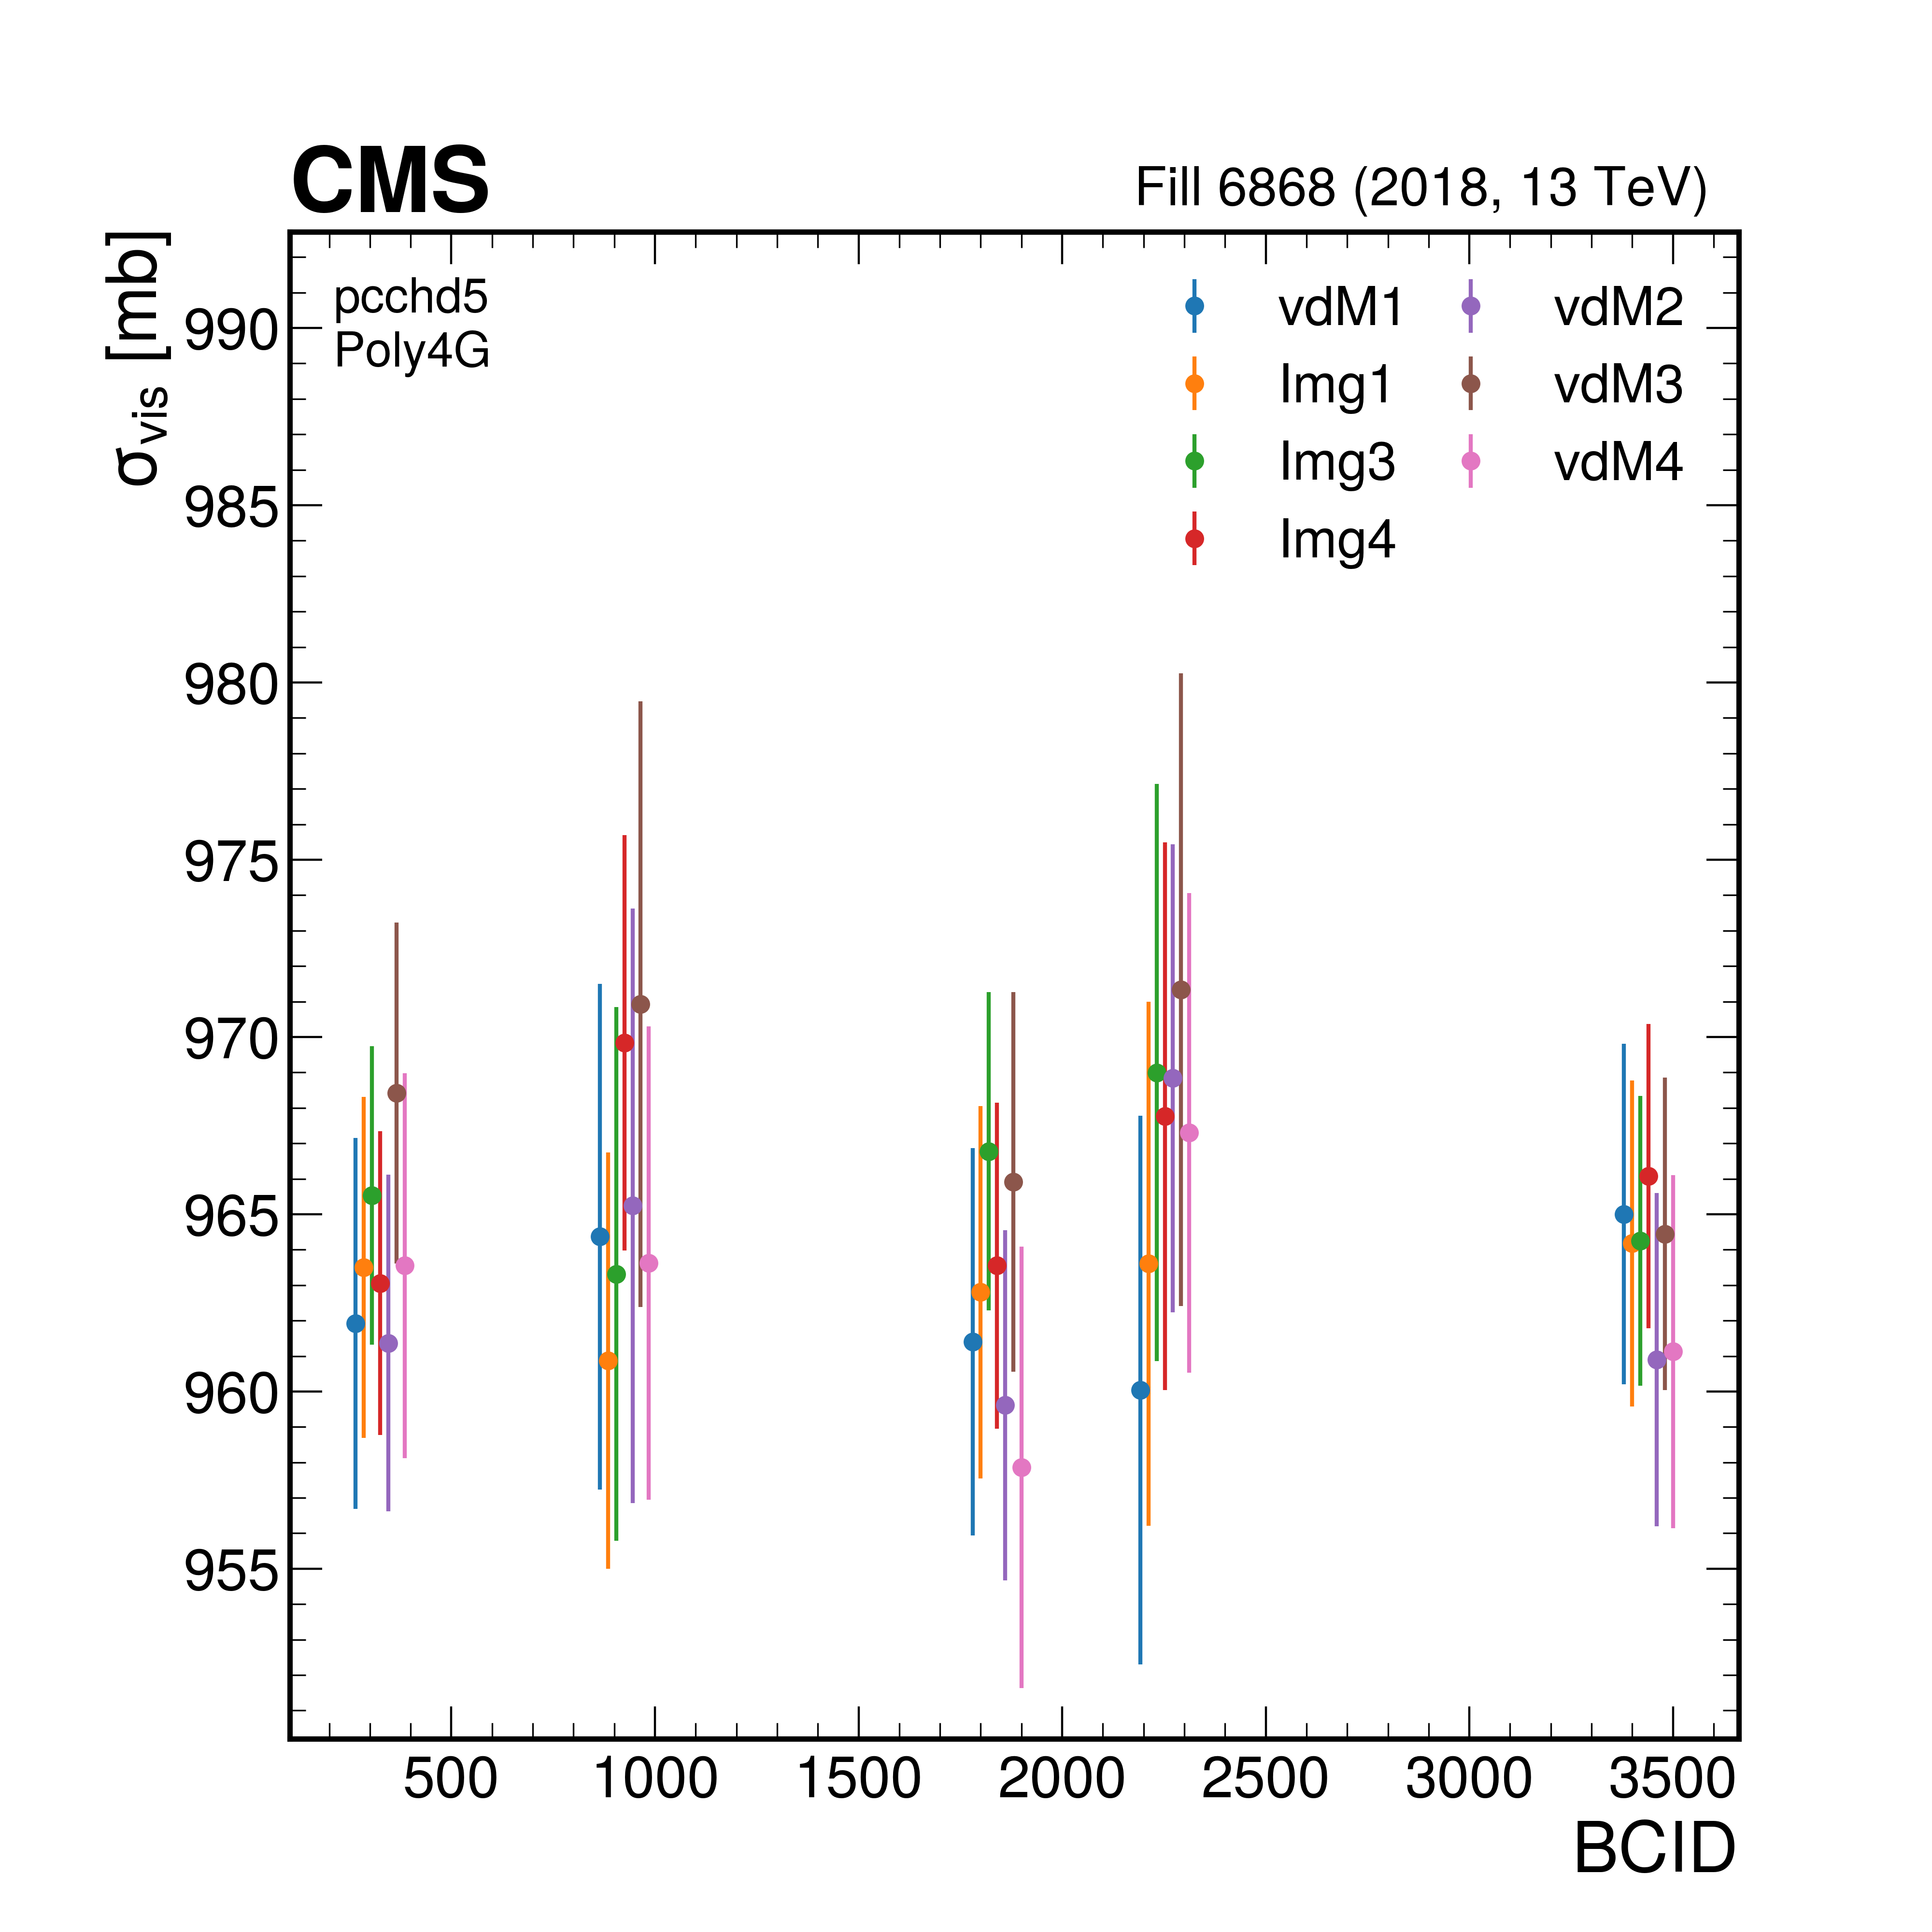 CMS
Fill 6868 (2018, 13 TeV)
σvis [mb]
pcchd5
Poly4G
vdM1
Img1
Img3
Img4
vdM2
vdM3
vdM4
990
985
980
975
970
965
960
955
500 1000 1500 2000 2500 3000 3500
BCID